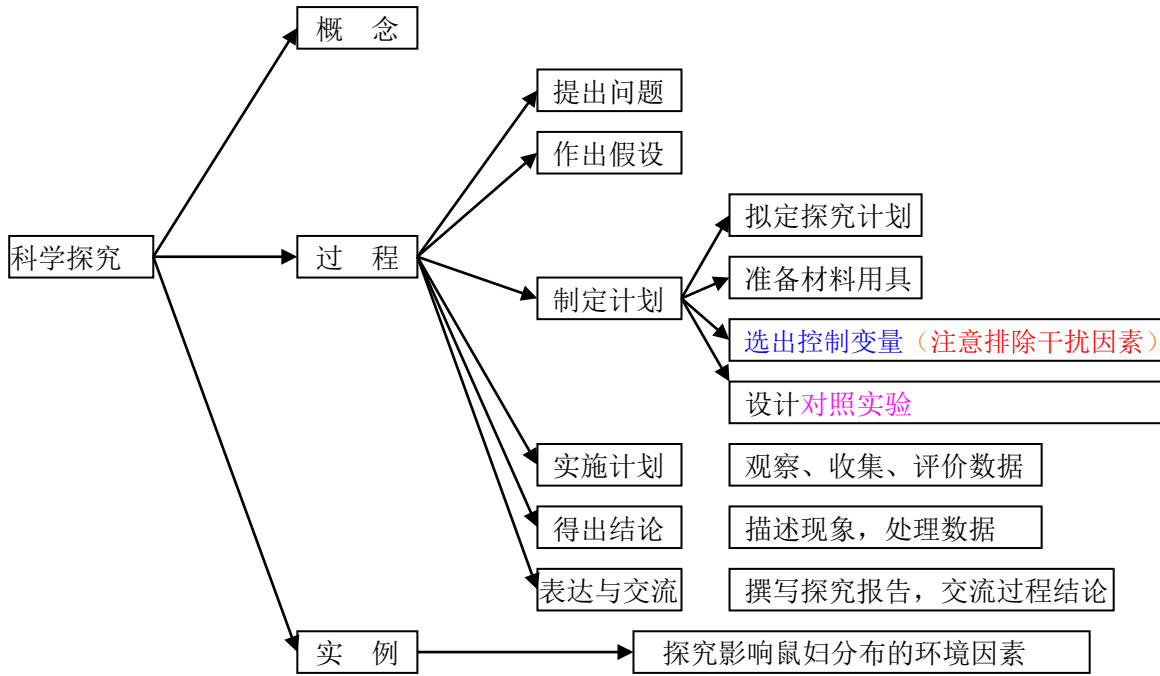 概 念
提出问题
作出假设
拟定探究计划
科学探究
过 程
准备材料用具
制定计划
选出控制变量（注意排除干扰因素）
设计对照实验
实施计划
观察、收集、评价数据
得出结论
描述现象，处理数据
表达与交流
撰写探究报告，交流过程结论
实 例
探究影响鼠妇分布的环境因素